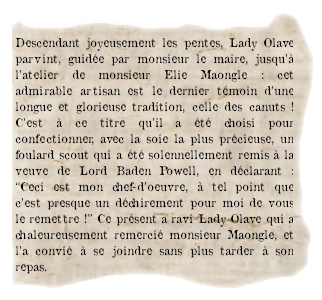 Descendant joyeusement les pentes, Lady Olave
parvint, guidée par monsieur le maire, jusqu'à
l'atelier de monsieur Elie Maongle : cet
admirable artisan est le dernier témoin d'une
longue et glorieuse tradition, celle des canuts !
C'est à ce titre qu'il a été choisi pour
confectionner, avec la soie la plus précieuse, un
foulard scout qui a été solennellement remis à la
veuve de Lord Baden Powell, en déclarant :
"Ceci est mon chef-d'oeuvre, à tel point que
c'est presque un déchirement pour moi de vous
le remettre !" Ce présent a ravi Lady Olave qui a
chaleureusement remercié monsieur Maongle, et
l'a convié à se joindre sans plus tarder à son
repas.